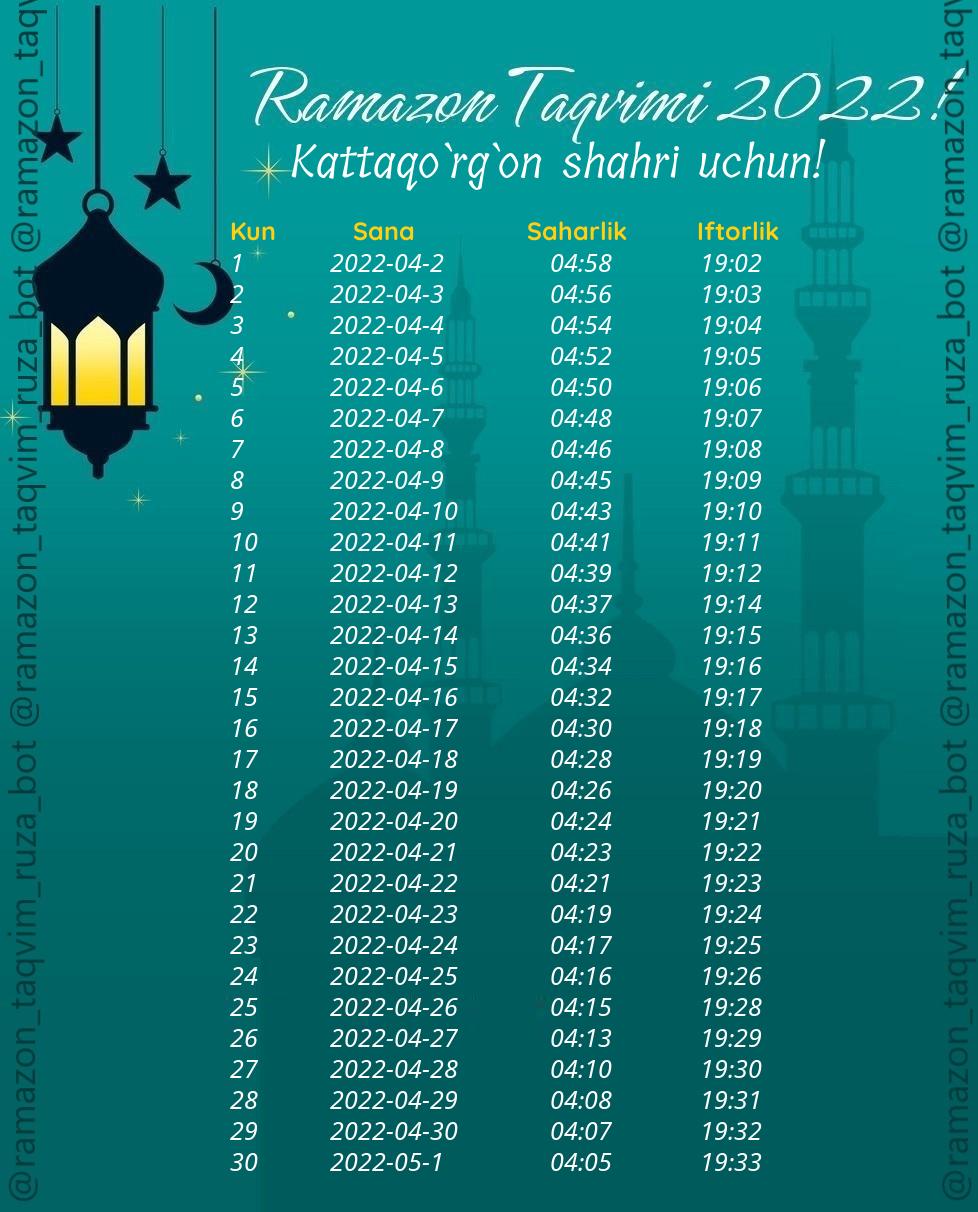 Ramazon Taqvimi 2022!
Kattaqo`rg`on shahri uchun!
Kun Sana Saharlik Iftorlik
1 2022-04-2 04:58 19:02
2 2022-04-3 04:56 19:03
3 2022-04-4 04:54 19:04
4 2022-04-5 04:52 19:05
5 2022-04-6 04:50 19:06
6 2022-04-7 04:48 19:07
7 2022-04-8 04:46 19:08
8 2022-04-9 04:45 19:09
9 2022-04-10 04:43 19:10
10 2022-04-11 04:41 19:11
11 2022-04-12 04:39 19:12
12 2022-04-13 04:37 19:14
13 2022-04-14 04:36 19:15
14 2022-04-15 04:34 19:16
15 2022-04-16 04:32 19:17
16 2022-04-17 04:30 19:18
17 2022-04-18 04:28 19:19
18 2022-04-19 04:26 19:20
19 2022-04-20 04:24 19:21
20 2022-04-21 04:23 19:22
21 2022-04-22 04:21 19:23
22 2022-04-23 04:19 19:24
23 2022-04-24 04:17 19:25
24 2022-04-25 04:16 19:26
25 2022-04-26 04:15 19:28
26 2022-04-27 04:13 19:29
27 2022-04-28 04:10 19:30
28 2022-04-29 04:08 19:31
29 2022-04-30 04:07 19:32
30 2022-05-1 04:05 19:33
@ramazon_taqvim_ruza_bot @ramazon_taqvim_ruza_bot @ramazon_taqv
@ramazon_taqvim_ruza_bot @ramazon_taqvim_ruza_bot @ramazon_taqv